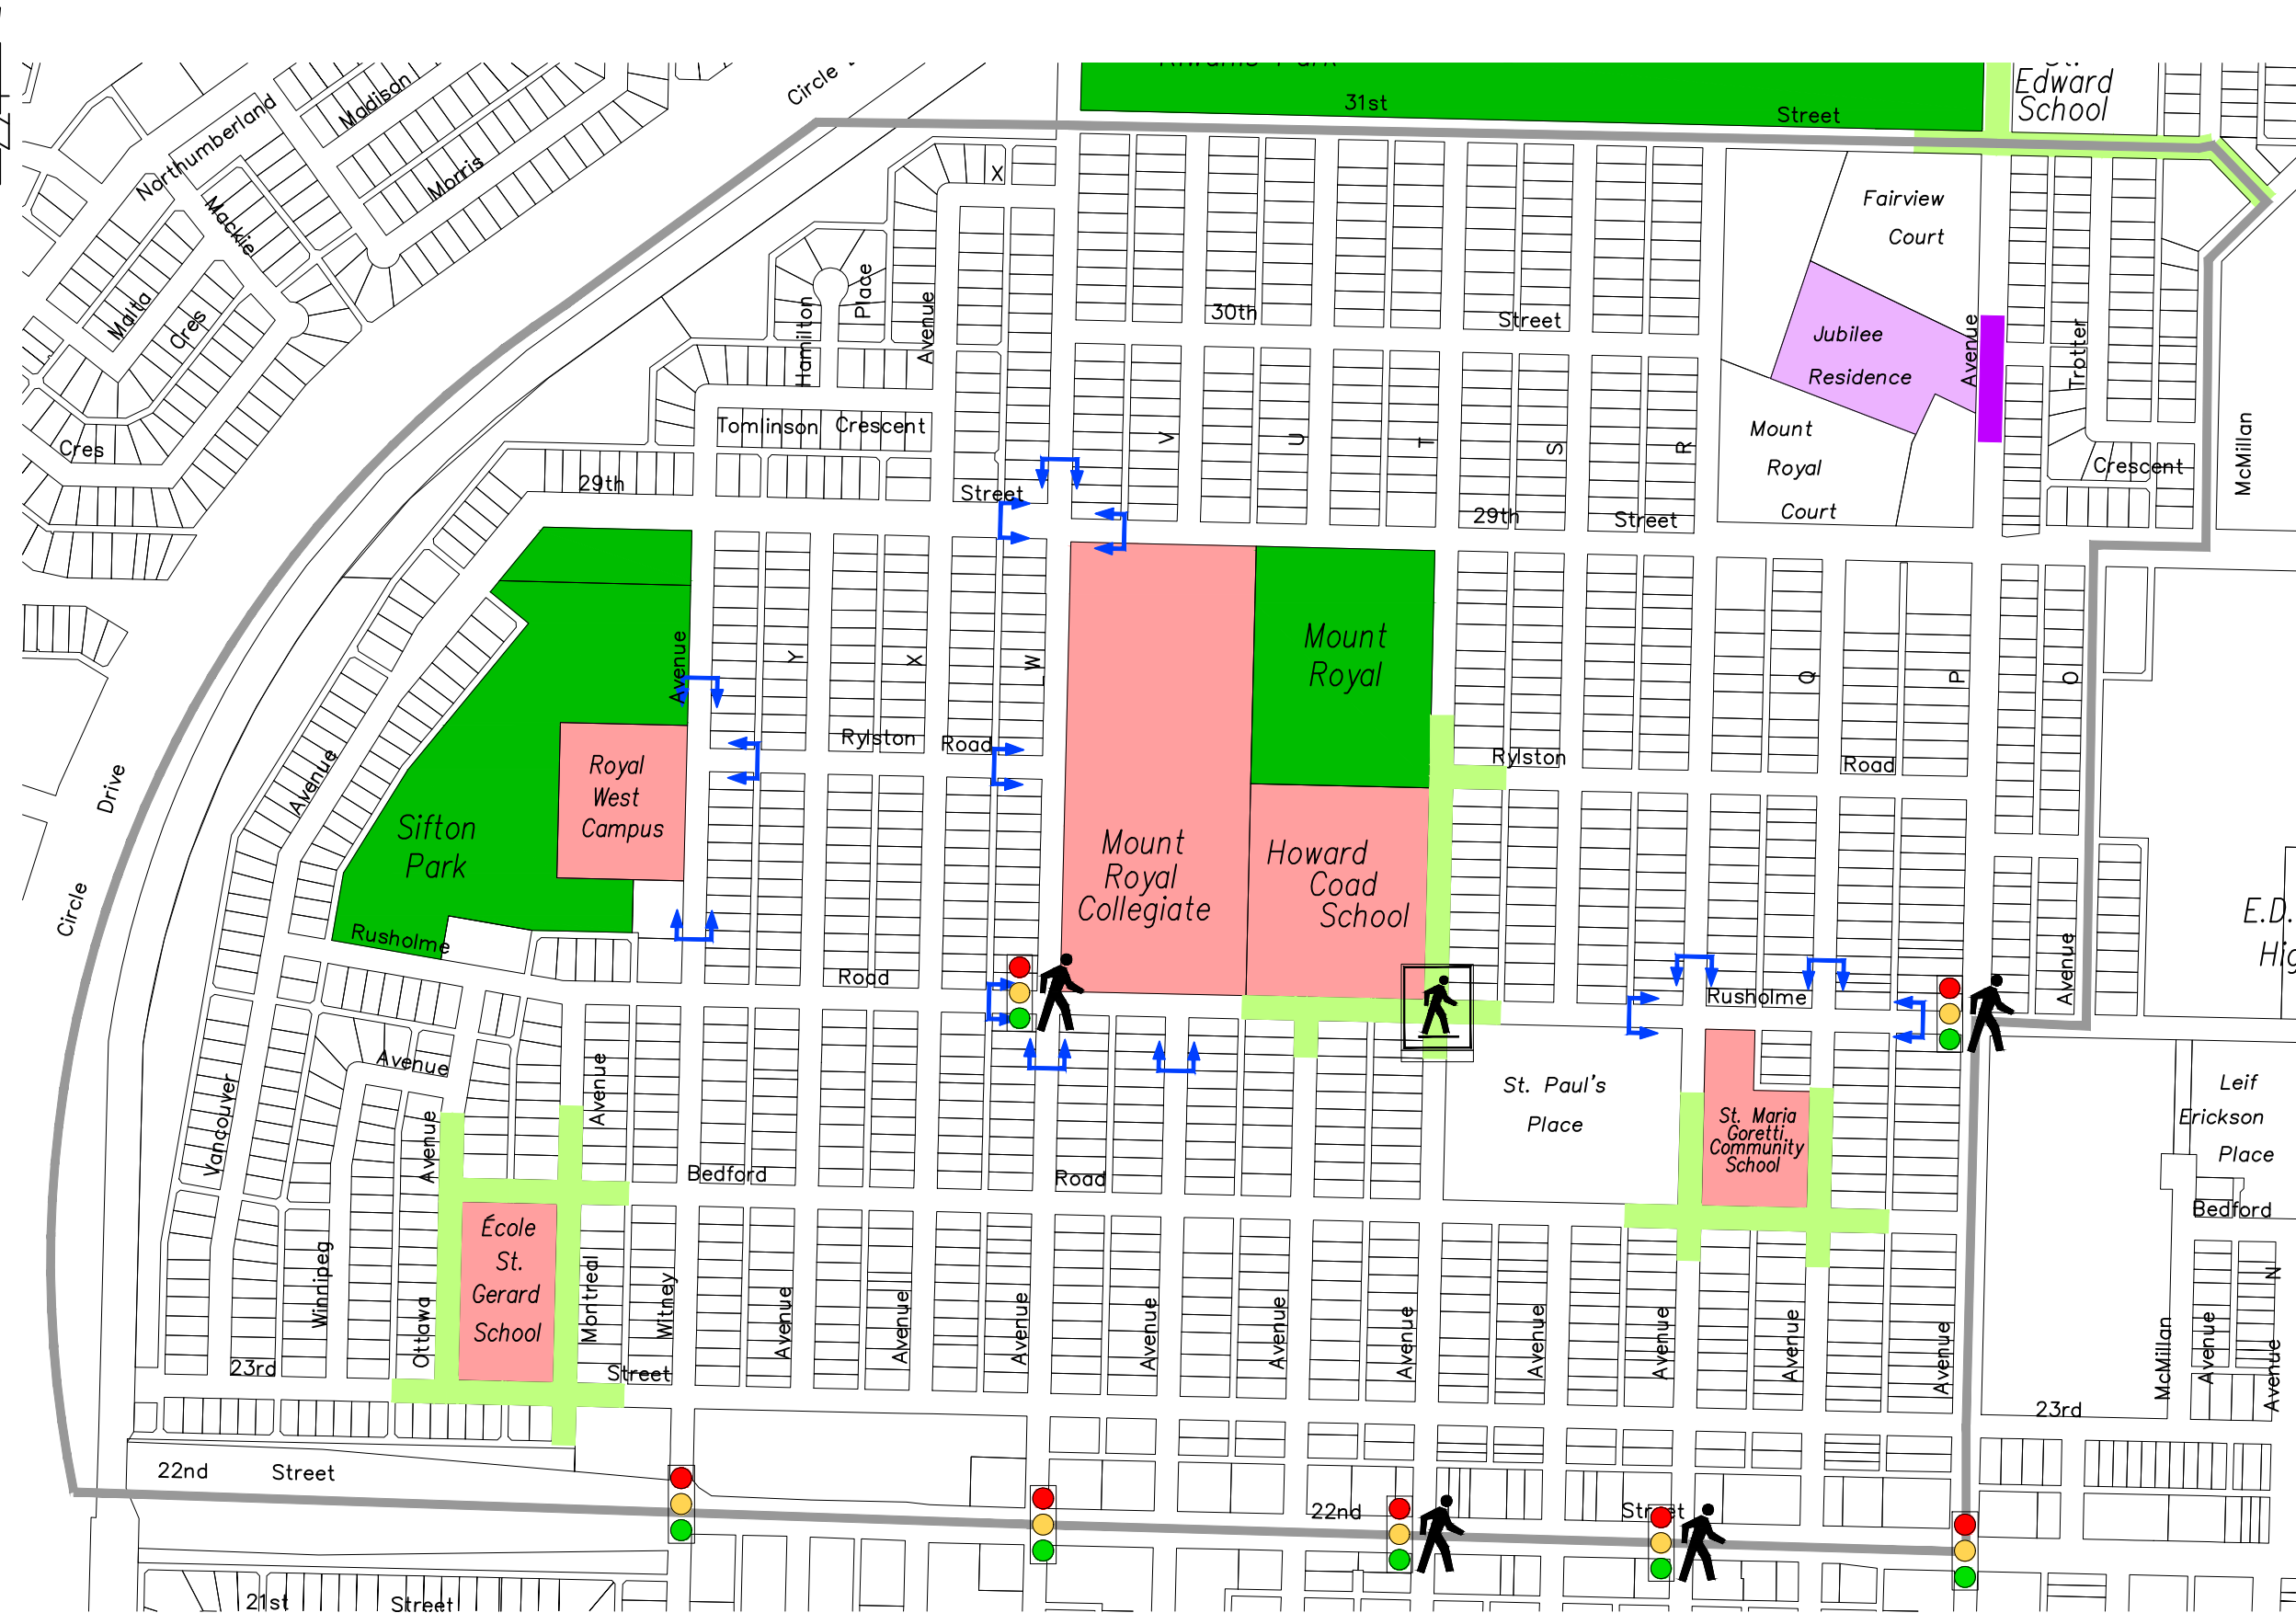 Circle
31st
Street
St.
Edward
School
Northumberland
Madison
Morris
Mackie
Malta
Cres
Cres
X
Hamilton
Place
Avenue
30th
Street
Fairview
Court
Jubilee
Residence
Avenue
Trotter
McMillan
Tomlinson Crescent
V
U
T
S
R
Mount
Royal
Court
Crescent
29th
Street
29th
Street
Avenue
Y
X
W
Mount
Royal
Q
P
O
Rylston
Road
Rylston
Road
Royal
West
Campus
Avenue
Drive
Circle
Sifton
Park
Mount
Royal
Collegiate
Howard
Coad
School
E.D.
Rusholme
Road
Rusholme
Avenue
Avenue
Vancouver
Avenue
Avenue
St. Paul's
Place
St. Maria
Goretti
Community
School
Leif
Erickson
Place
Bedford
Road
Bedford
École
St.
Gerard
School
Winnipeg
Ottawa
Montreal
Witney
Avenue
Avenue
Avenue
Avenue
Avenue
Avenue
Avenue
Avenue
Avenue
Avenue
McMillan
Avenue
N
Avenue
23rd
Street
23rd
22nd
Street
22nd
Street
21st
Street